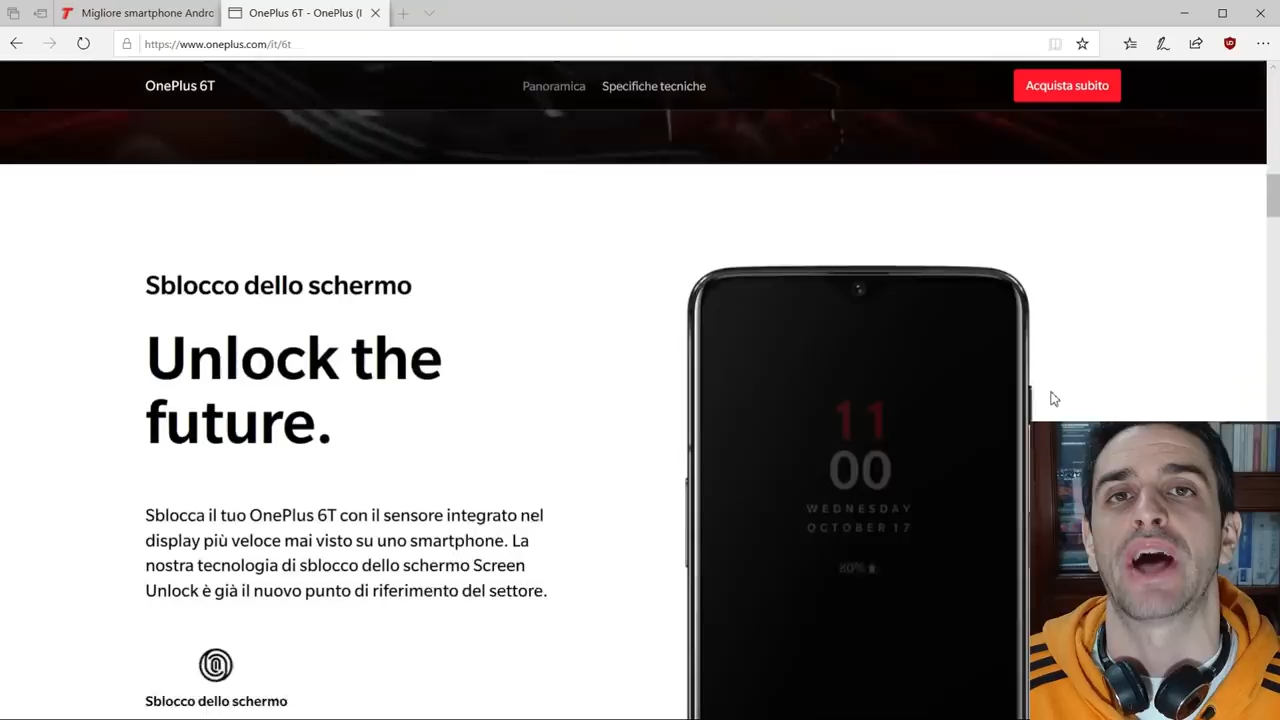 Migliore smartphone Andro
OnePlus 6T - OnePlus (I
https://www.oneplus.com/it/6t
OnePlus 6T
Panoramica
Specifiche tecniche
Acquista subito
Sblocco dello schermo
Unlock the
future.
Sblocca il tuo OnePlus 6T con il sensore integrato nel
display più veloce mai visto su uno smartphone. La
nostra tecnologia di sblocco dello schermo Screen
Unlock è già il nuovo punto di riferimento del settore.
Sblocco dello schermo
11
00
WEDNESDAY
OCTOBER 17
80%